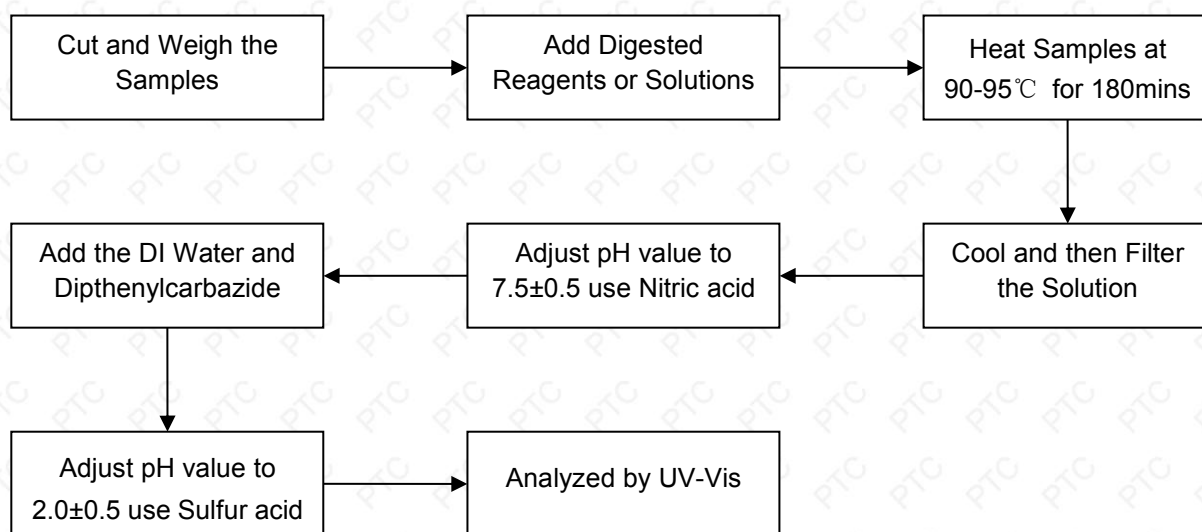 Cut and Weigh the
Samples
Add Digested
Reagents or Solutions
Heat Samples at
90-95℃ for 180mins
Cool and then Filter
the Solution
Adjust pH value to
7.5±0.5 use Nitric acid
Add the DI Water and
Dipthenylcarbazide
Adjust pH value to
2.0±0.5 use Sulfur acid
Analyzed by UV-Vis
PTC